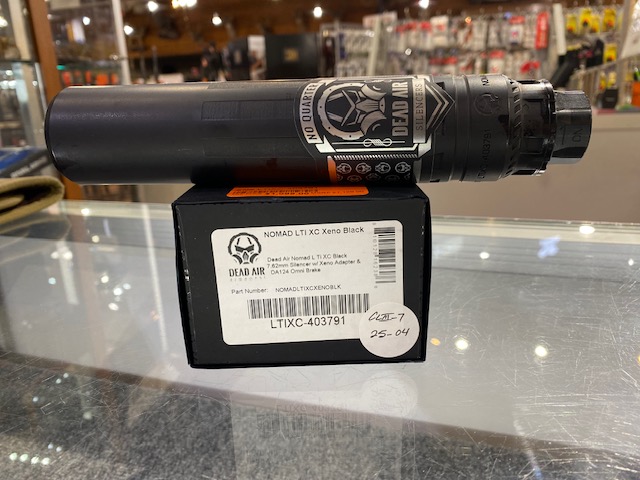 NO QUARTER
DEAD AIR
SILENCERS
NOMAD LTI XC Xeno Black
DEAD AIR
Dead Air Nomad L TI XC Black
7.62mm Silencer w/ Xeno Adapter &
DA124 Omni Brake
Part Number: NOMADLTIXCXENOBLK
LTIXC-403791
25-04